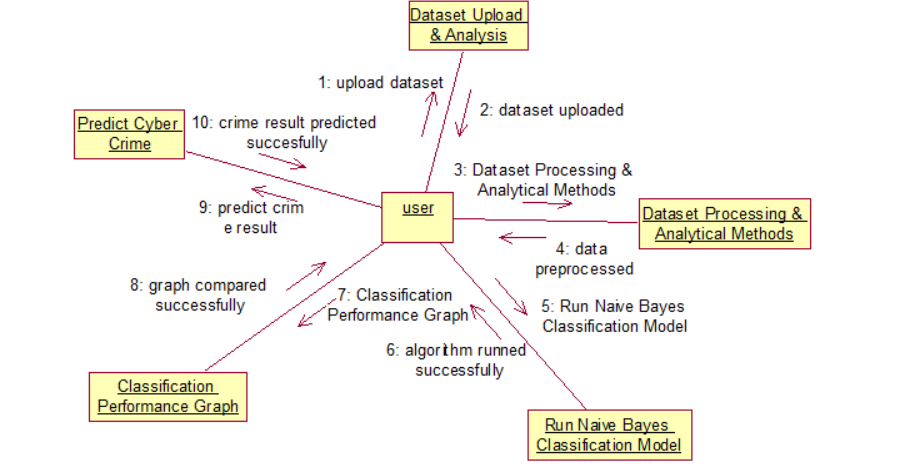 Dataset Upload
& Analysis
1: upload dataset
2: dataset uploaded
Predict Cyber
Crime
10: crime result predicted
succesfully
3: Dataset Processing &
Analytical Methods
9: predict crim
e result
user
Dataset Processing &
Analytical Methods
4: data
preprocessed
8: graph compared
successfully
7: Classification
Performance Graph
5: Run Naive Bayes
Classification Model
6: algorithm runned
successfully
Classification
Performance Graph
Run Naive Bayes
Classification Model